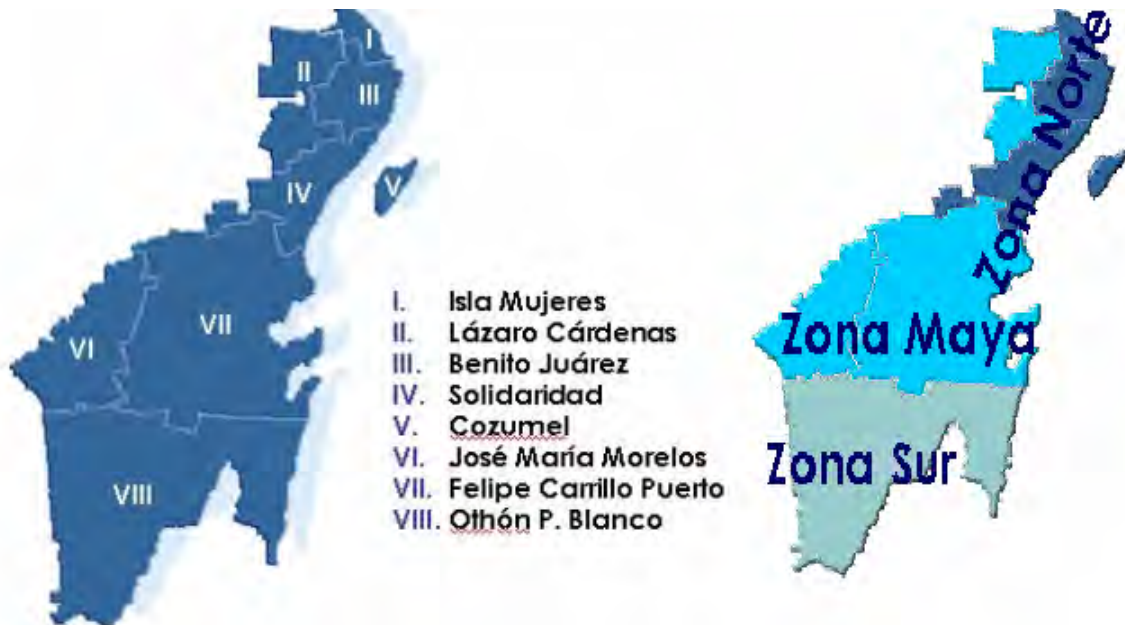 I
II
III
IV
V
VI
VII
VIII
I. Isla Mujeres
II. Lázaro Cárdenas
III. Benito Juárez
IV. Solidaridad
V. Cozumel
VI. José María Morelos
VII. Felipe Carrillo Puerto
VIII. Othón P. Blanco
Zona Norte
Zona Maya
Zona Sur